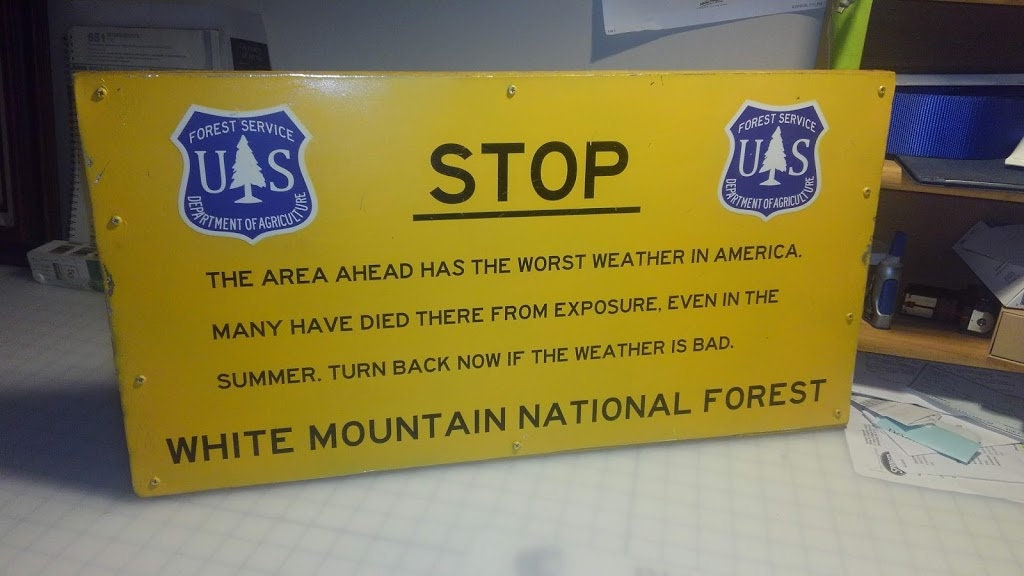 FOREST SERVICE
U S
DEPARTMENT OF AGRICULTURE
STOP
FOREST SERVICE
U S
DEPARTMENT OF AGRICULTURE
THE AREA AHEAD HAS THE WORST WEATHER IN AMERICA.
MANY HAVE DIED THERE FROM EXPOSURE, EVEN IN THE
SUMMER. TURN BACK NOW IF THE WEATHER IS BAD.
WHITE MOUNTAIN NATIONAL FOREST